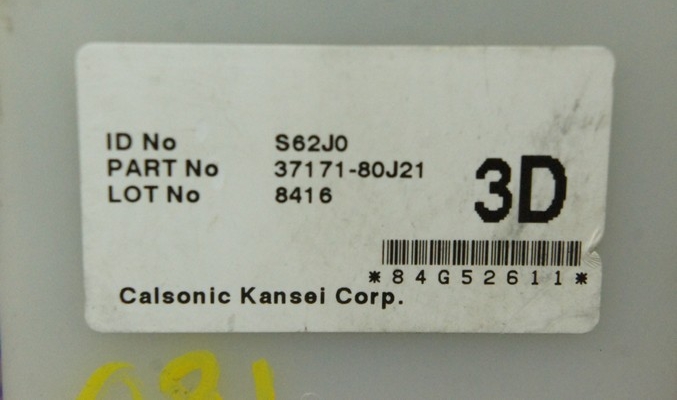 ID No S62J0
PART No 37171-80J21
LOT No 8416
3D
*84G52611*
Calsonic Kansei Corp.